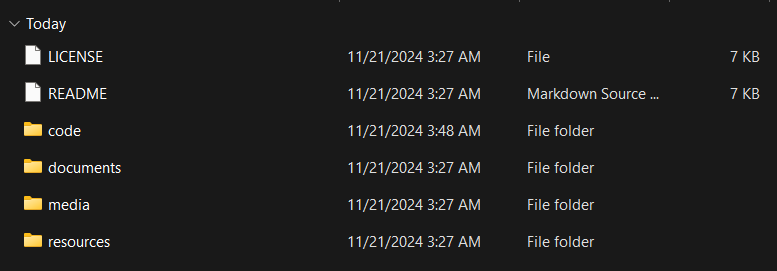 Today
LICENSE 11/21/2024 3:27 AM File 7 KB
README 11/21/2024 3:27 AM Markdown Source ... 7 KB
code 11/21/2024 3:48 AM File folder
documents 11/21/2024 3:27 AM File folder
media 11/21/2024 3:27 AM File folder
resources 11/21/2024 3:27 AM File folder